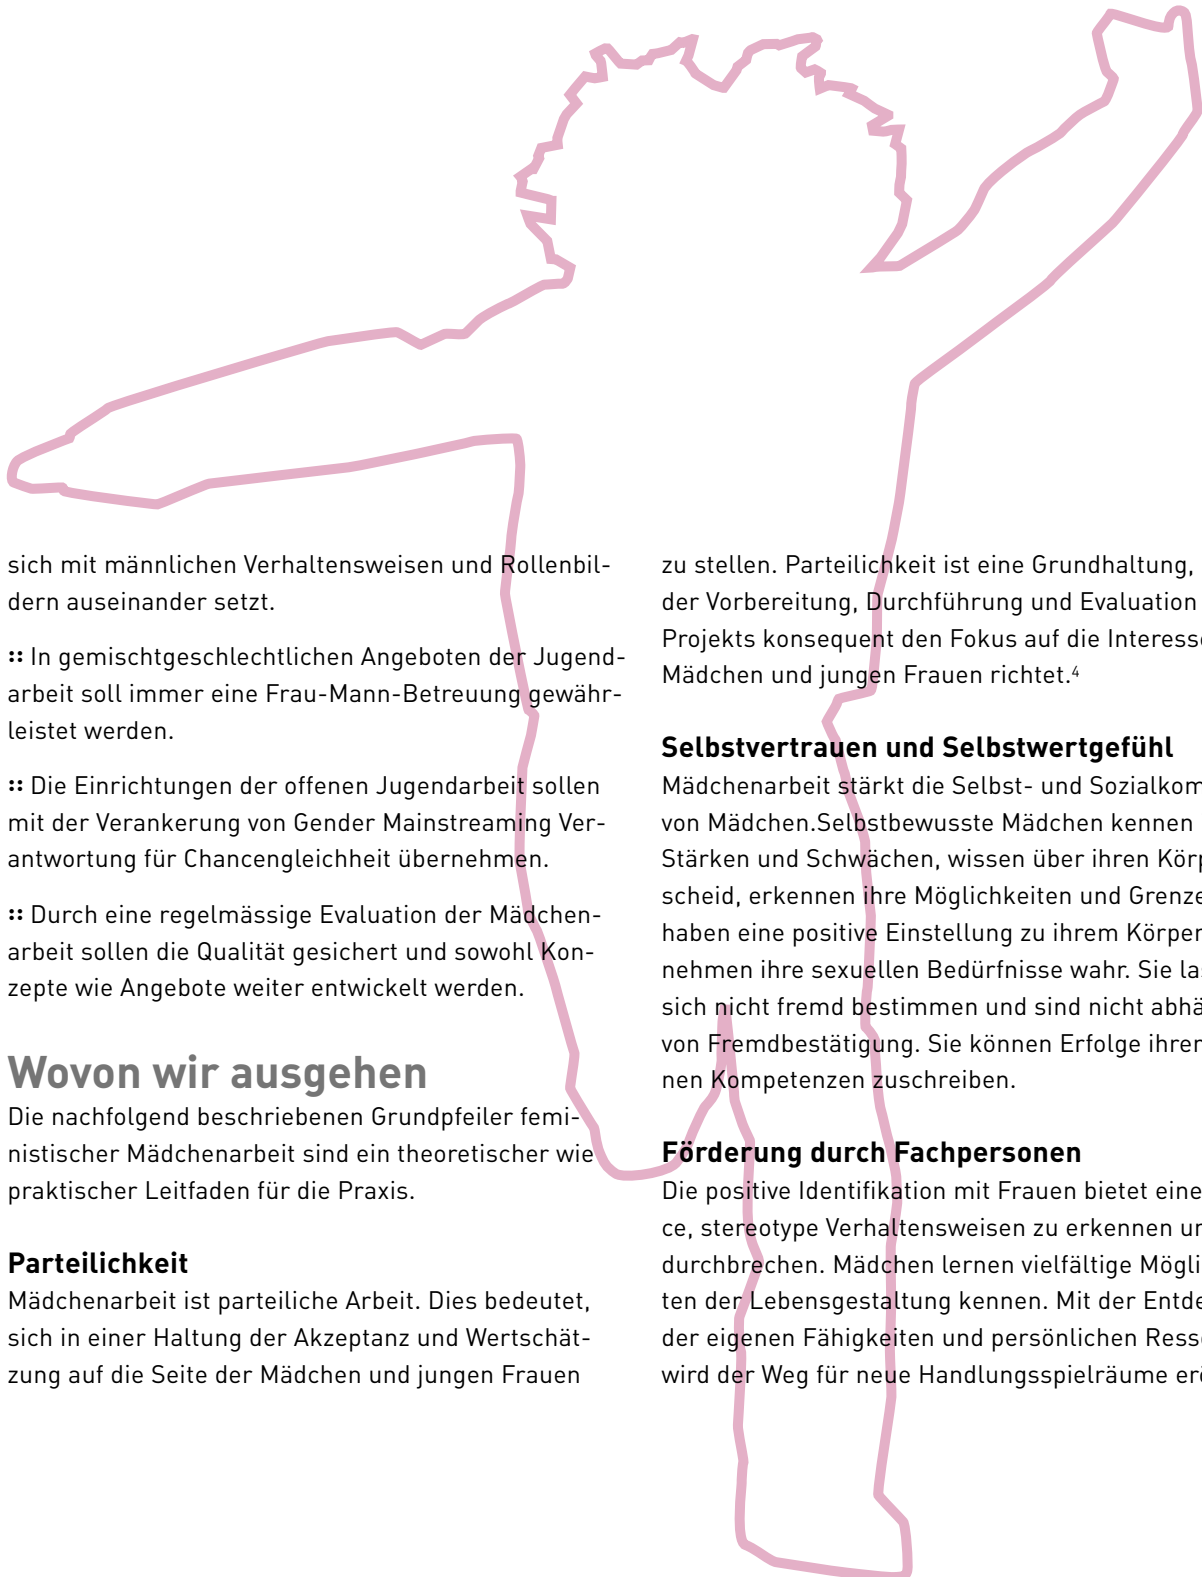 sich mit männlichen Verhaltensweisen und Rollenbil-
dern auseinander setzt.
:: In gemischtgeschlechtlichen Angeboten der Jugend-
arbeit soll immer eine Frau-Mann-Betreuung gewähr-
leistet werden.
:: Die Einrichtungen der offenen Jugendarbeit sollen
mit der Verankerung von Gender Mainstreaming Ver-
antwortung für Chancengleichheit übernehmen.
:: Durch eine regelmässige Evaluation der Mädchen-
arbeit sollen die Qualität gesichert und sowohl Kon-
zepte wie Angebote weiter entwickelt werden.
Wovon wir ausgehen
Die nachfolgend beschriebenen Grundpfeiler femi-
nistischer Mädchenarbeit sind ein theoretischer wie
praktischer Leitfaden für die Praxis.
Parteilichkeit
Mädchenarbeit ist parteiliche Arbeit. Dies bedeutet,
sich in einer Haltung der Akzeptanz und Wertschät-
zung auf die Seite der Mädchen und jungen Frauen
zu stellen. Parteilichkeit ist eine Grundhaltung,
der Vorbereitung, Durchführung und Evaluation
Projekts konsequent den Fokus auf die
Mädchen und jungen Frauen richtet.4
Selbstvertrauen und Selbstwertgefühl
Mädchenarbeit stärkt die Selbst- und
von Mädchen.Selbstbewusste Mädchen kennen
Stärken und Schwächen, wissen über ihren
scheid, erkennen ihre Möglichkeiten und
haben eine positive Einstellung zu ihrem Körper
nehmen ihre sexuellen Bedürfnisse wahr. Sie
sich nicht fremd bestimmen und sind nicht
von Fremdbestätigung. Sie können Erfolge ihren
nen Kompetenzen zuschreiben.
Förderung durch Fachpersonen
Die positive Identifikation mit Frauen bietet eine
ce, stereotype Verhaltensweisen zu erkennen
durchbrechen. Mädchen lernen vielfältige
ten der Lebensgestaltung kennen. Mit der
der eigenen Fähigkeiten und persönlichen
wird der Weg für neue Handlungsspielräume